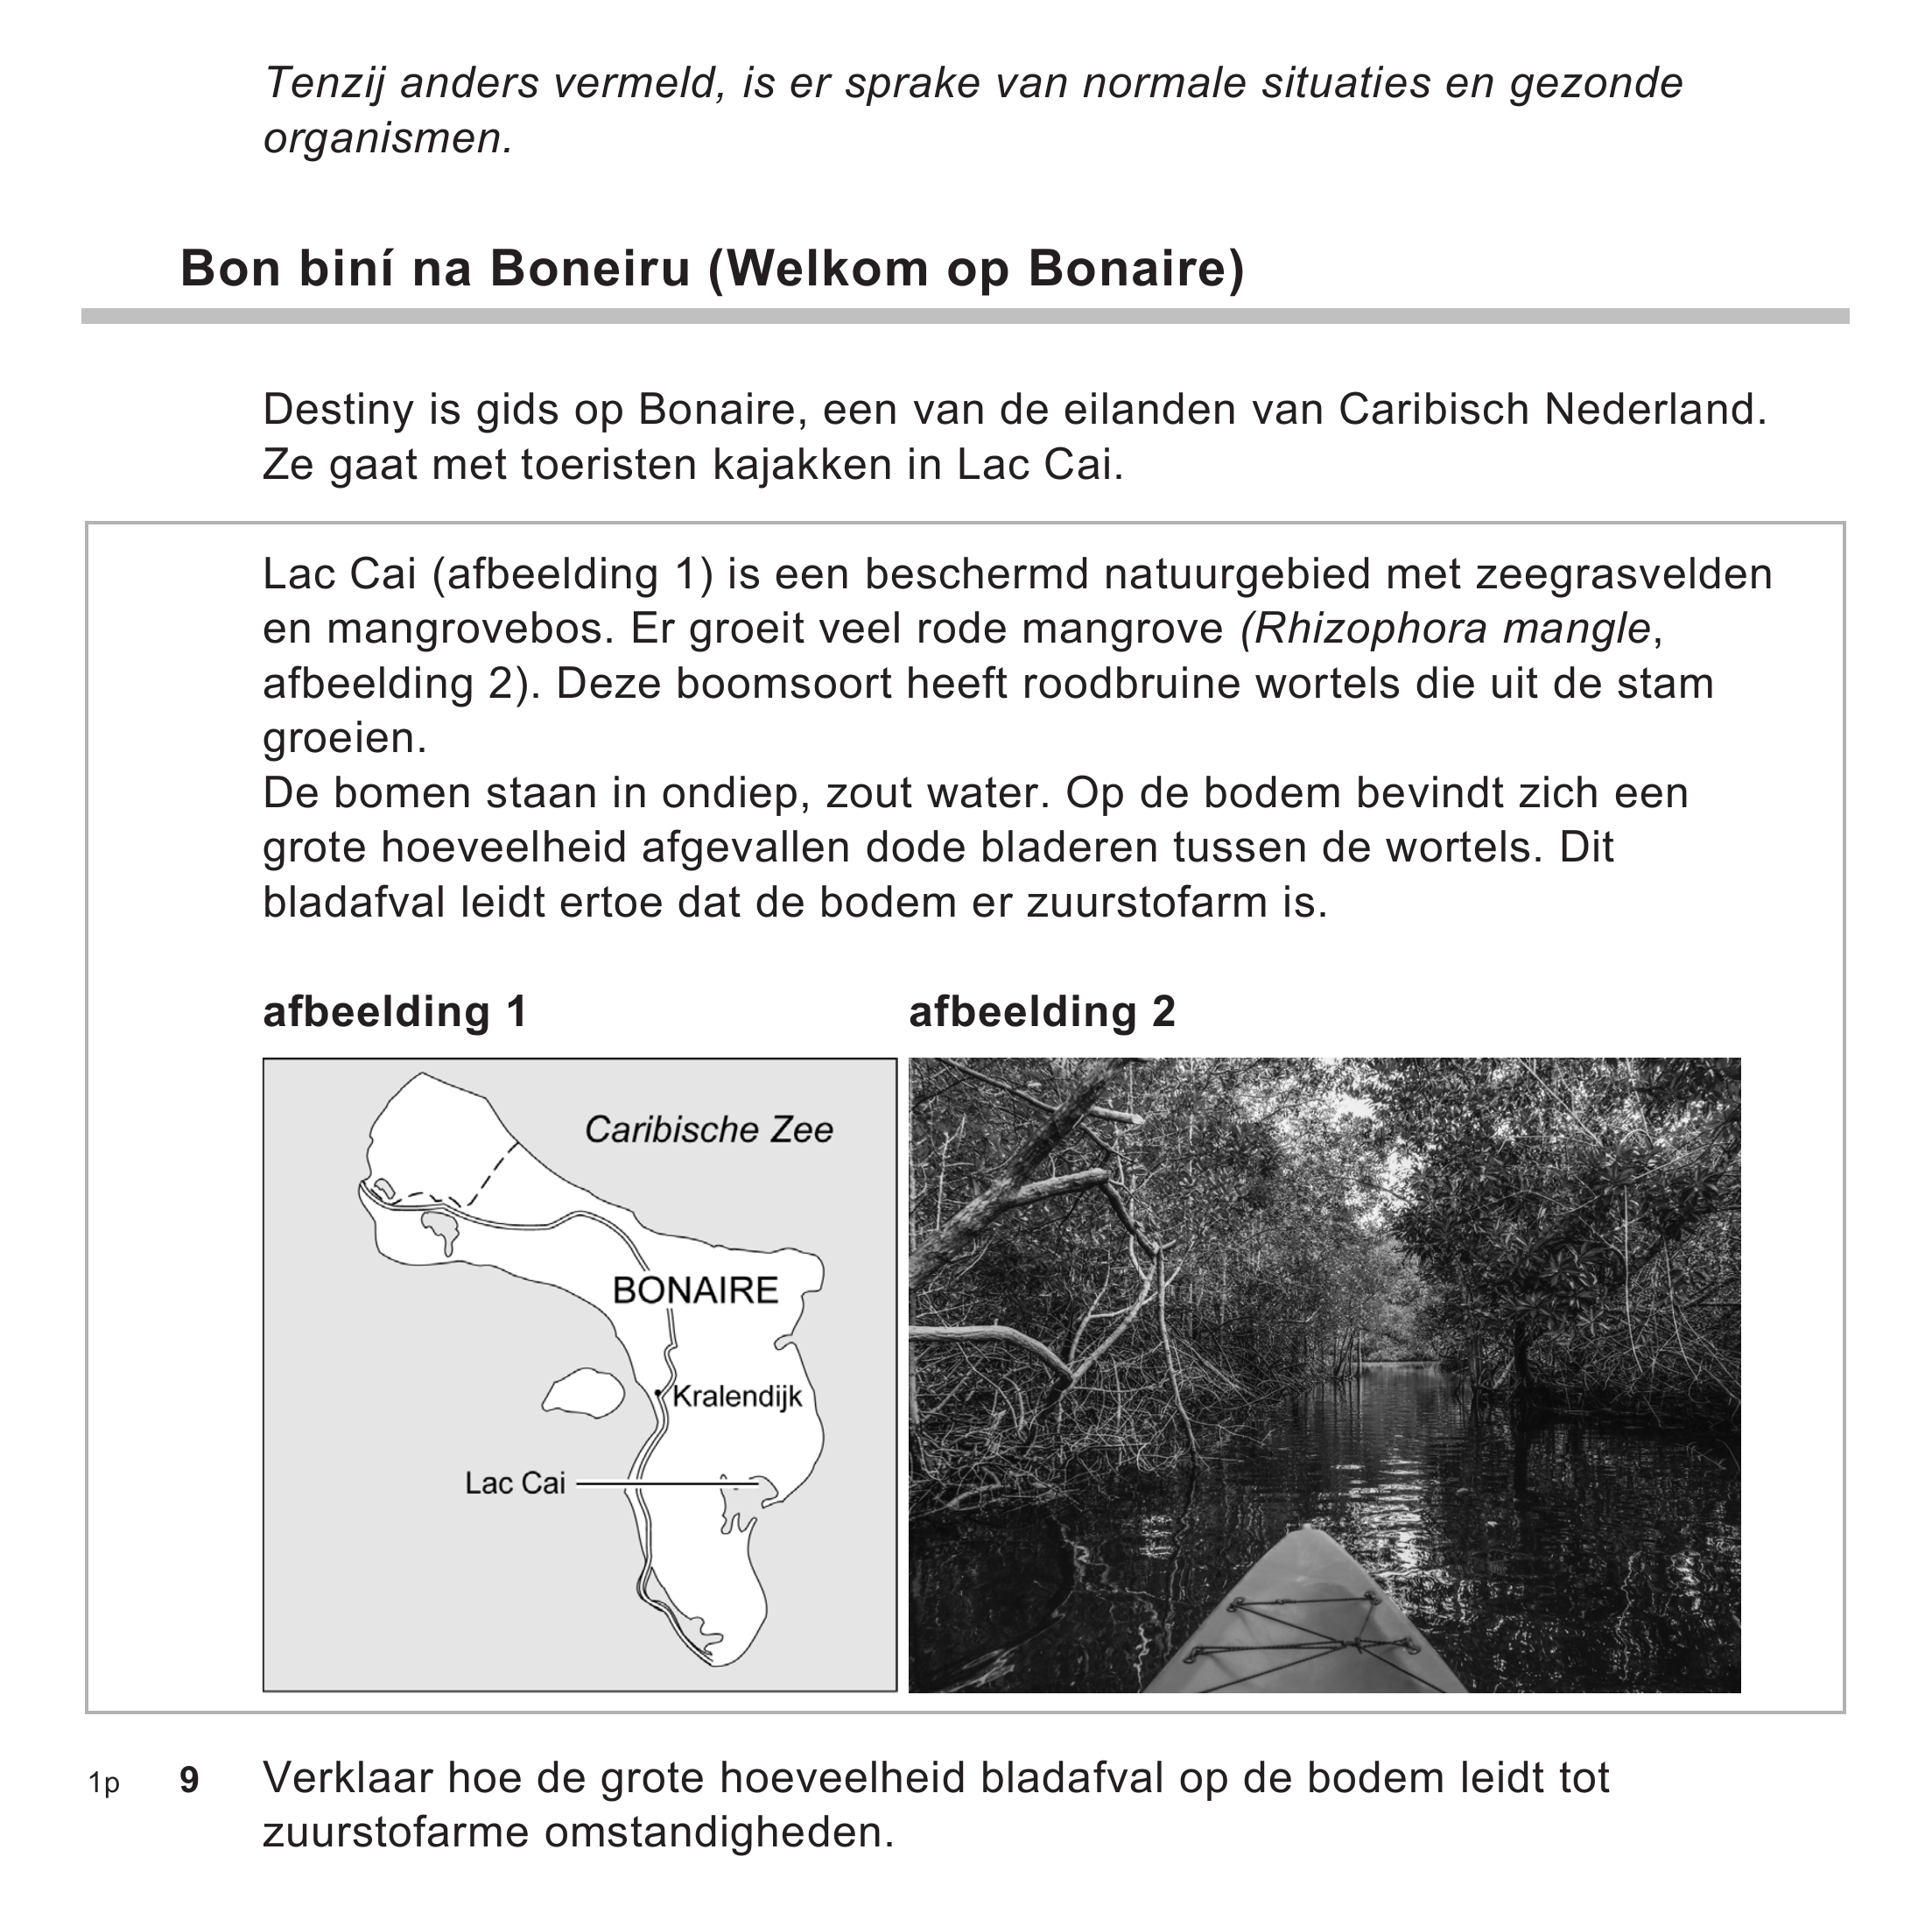 Tenzij anders vermeld, is er sprake van normale situaties en gezonde
organismen.
Bon biní na Boneiru (Welkom op Bonaire)
Destiny is gids op Bonaire, een van de eilanden van Caribisch Nederland.
Ze gaat met toeristen kajakken in Lac Cai.
Lac Cai (afbeelding 1) is een beschermd natuurgebied met zeegrasvelden
en mangrovebos. Er groeit veel rode mangrove (Rhizophora mangle,
afbeelding 2). Deze boomsoort heeft roodbruine wortels die uit de stam
groeien.
De bomen staan in ondiep, zout water. Op de bodem bevindt zich een
grote hoeveelheid afgevallen dode bladeren tussen de wortels. Dit
bladafval leidt ertoe dat de bodem er zuurstofarm is.
afbeelding 1
afbeelding 2
Caribische Zee
BONAIRE
Kralendijk
Lac Cai
1p 9 Verklaar hoe de grote hoeveelheid bladafval op de bodem leidt tot
zuurstofarme omstandigheden.